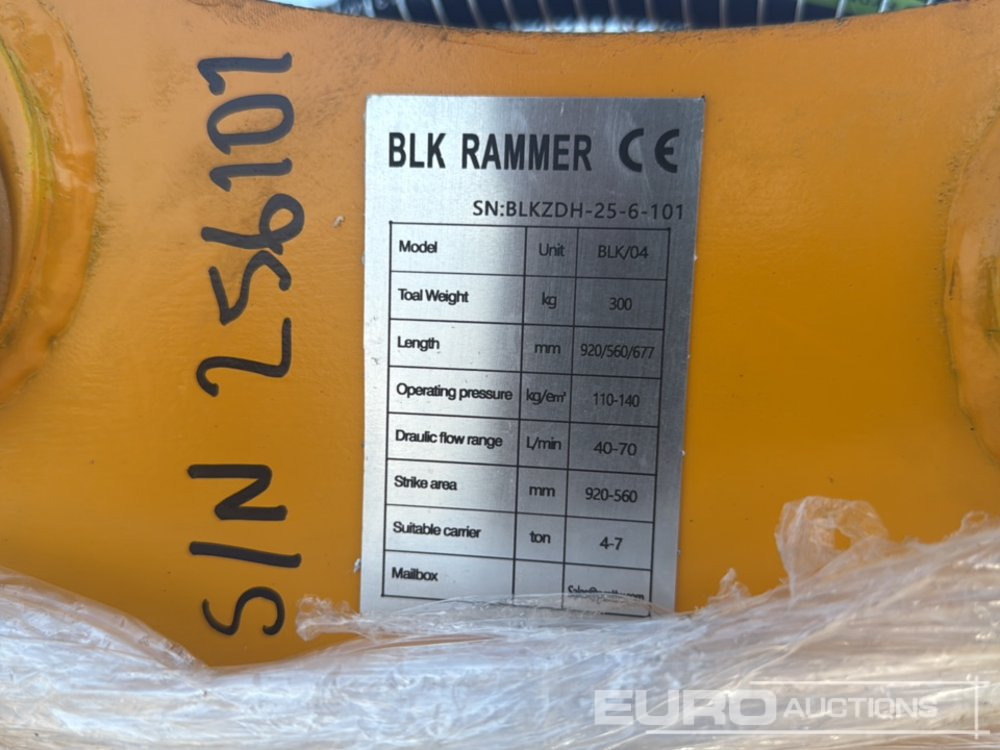 BLK RAMMER CE
SN:BLKZDH-25-6-101
Model Unit BLK/04
Toal Weight kg 300
Length mm 920/560/677
Operating pressure kg/em² 110-140
Draulic flow range L/min 40-70
Strike area mm 920-560
Suitable carrier ton 4-7
Mailbox
S/N 256101
EURO AUCTIONS